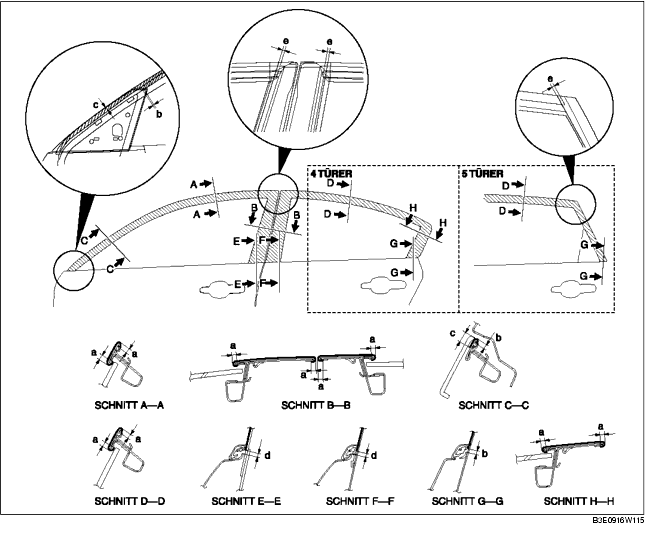 e e
c
b
e
4 TÜRER
5 TÜRER
A
A
B
B
D
D
H
H
D
D
C
C
E
F
G
G
E
F
G
G
a a
a a
c b
a
a
SCHNITT A—A
SCHNITT B—B
SCHNITT C—C
a a
d
d
b
a a
SCHNITT D—D
SCHNITT E—E
SCHNITT F—F
SCHNITT G—G
SCHNITT H—H
B3E0916W115